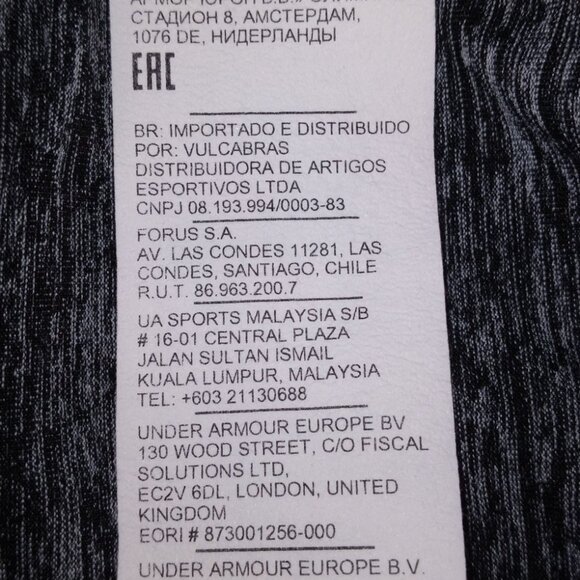 СТАДИОН 8, АМСТЕРДАМ,
1076 DE, НИДЕРЛАНДЫ
EAC
BR: IMPORTADO E DISTRIBUIDO
POR: VULCABRAS
DISTRIBUIDORA DE ARTIGOS
ESPORTIVOS LTDA
CNPJ 08.193.994/0003-83
FORUS S.A.
AV. LAS CONDES 11281, LAS
CONDES, SANTIAGO, CHILE
R.U.T. 86.963.200.7
UA SPORTS MALAYSIA S/B
# 16-01 CENTRAL PLAZA
JALAN SULTAN ISMAIL
KUALA LUMPUR, MALAYSIA
TEL: +603 21130688
UNDER ARMOUR EUROPE BV
130 WOOD STREET, C/O FISCAL
SOLUTIONS LTD,
EC2V 6DL, LONDON, UNITED
KINGDOM
EORI # 873001256-000
UNDER ARMOUR EUROPE B.V.